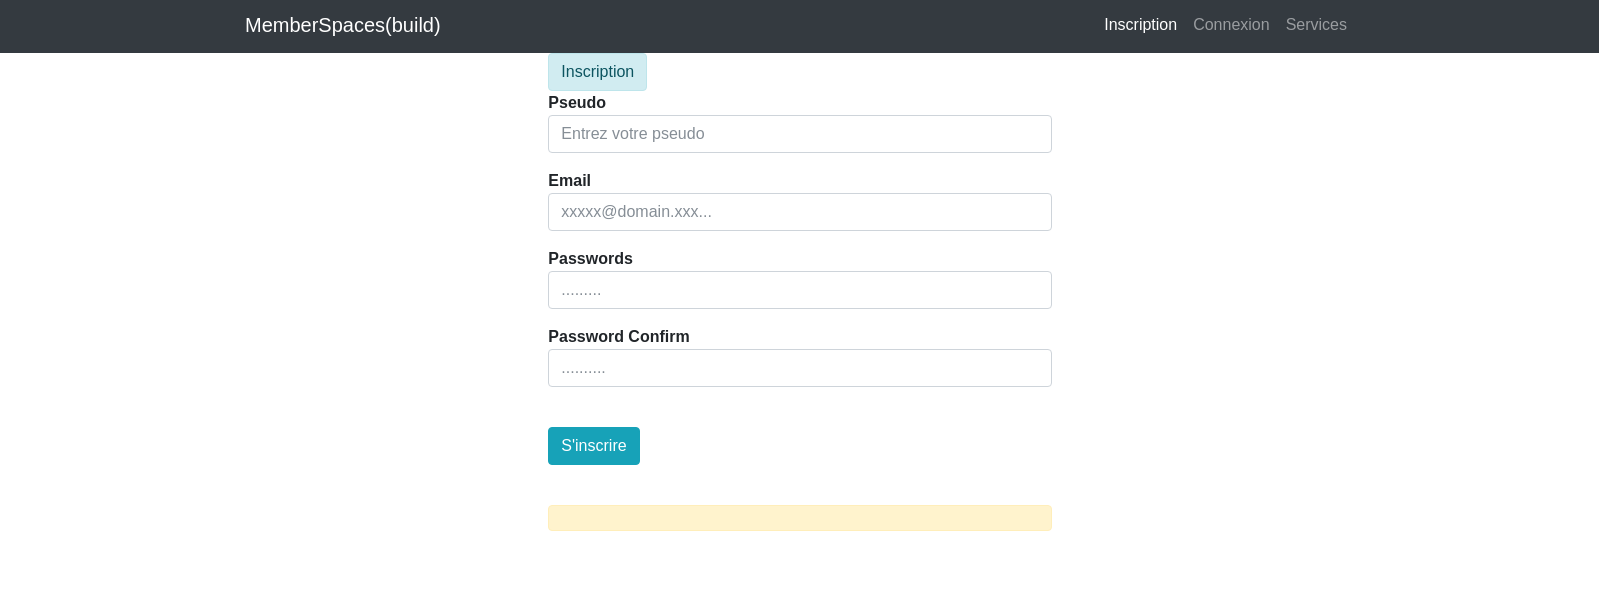 MemberSpaces(build) Inscription Connexion Services
Inscription
Pseudo
Entrez votre pseudo
Email
xxxxx@domain.xxx...
Passwords
.........
Password Confirm
..........
S'inscrire